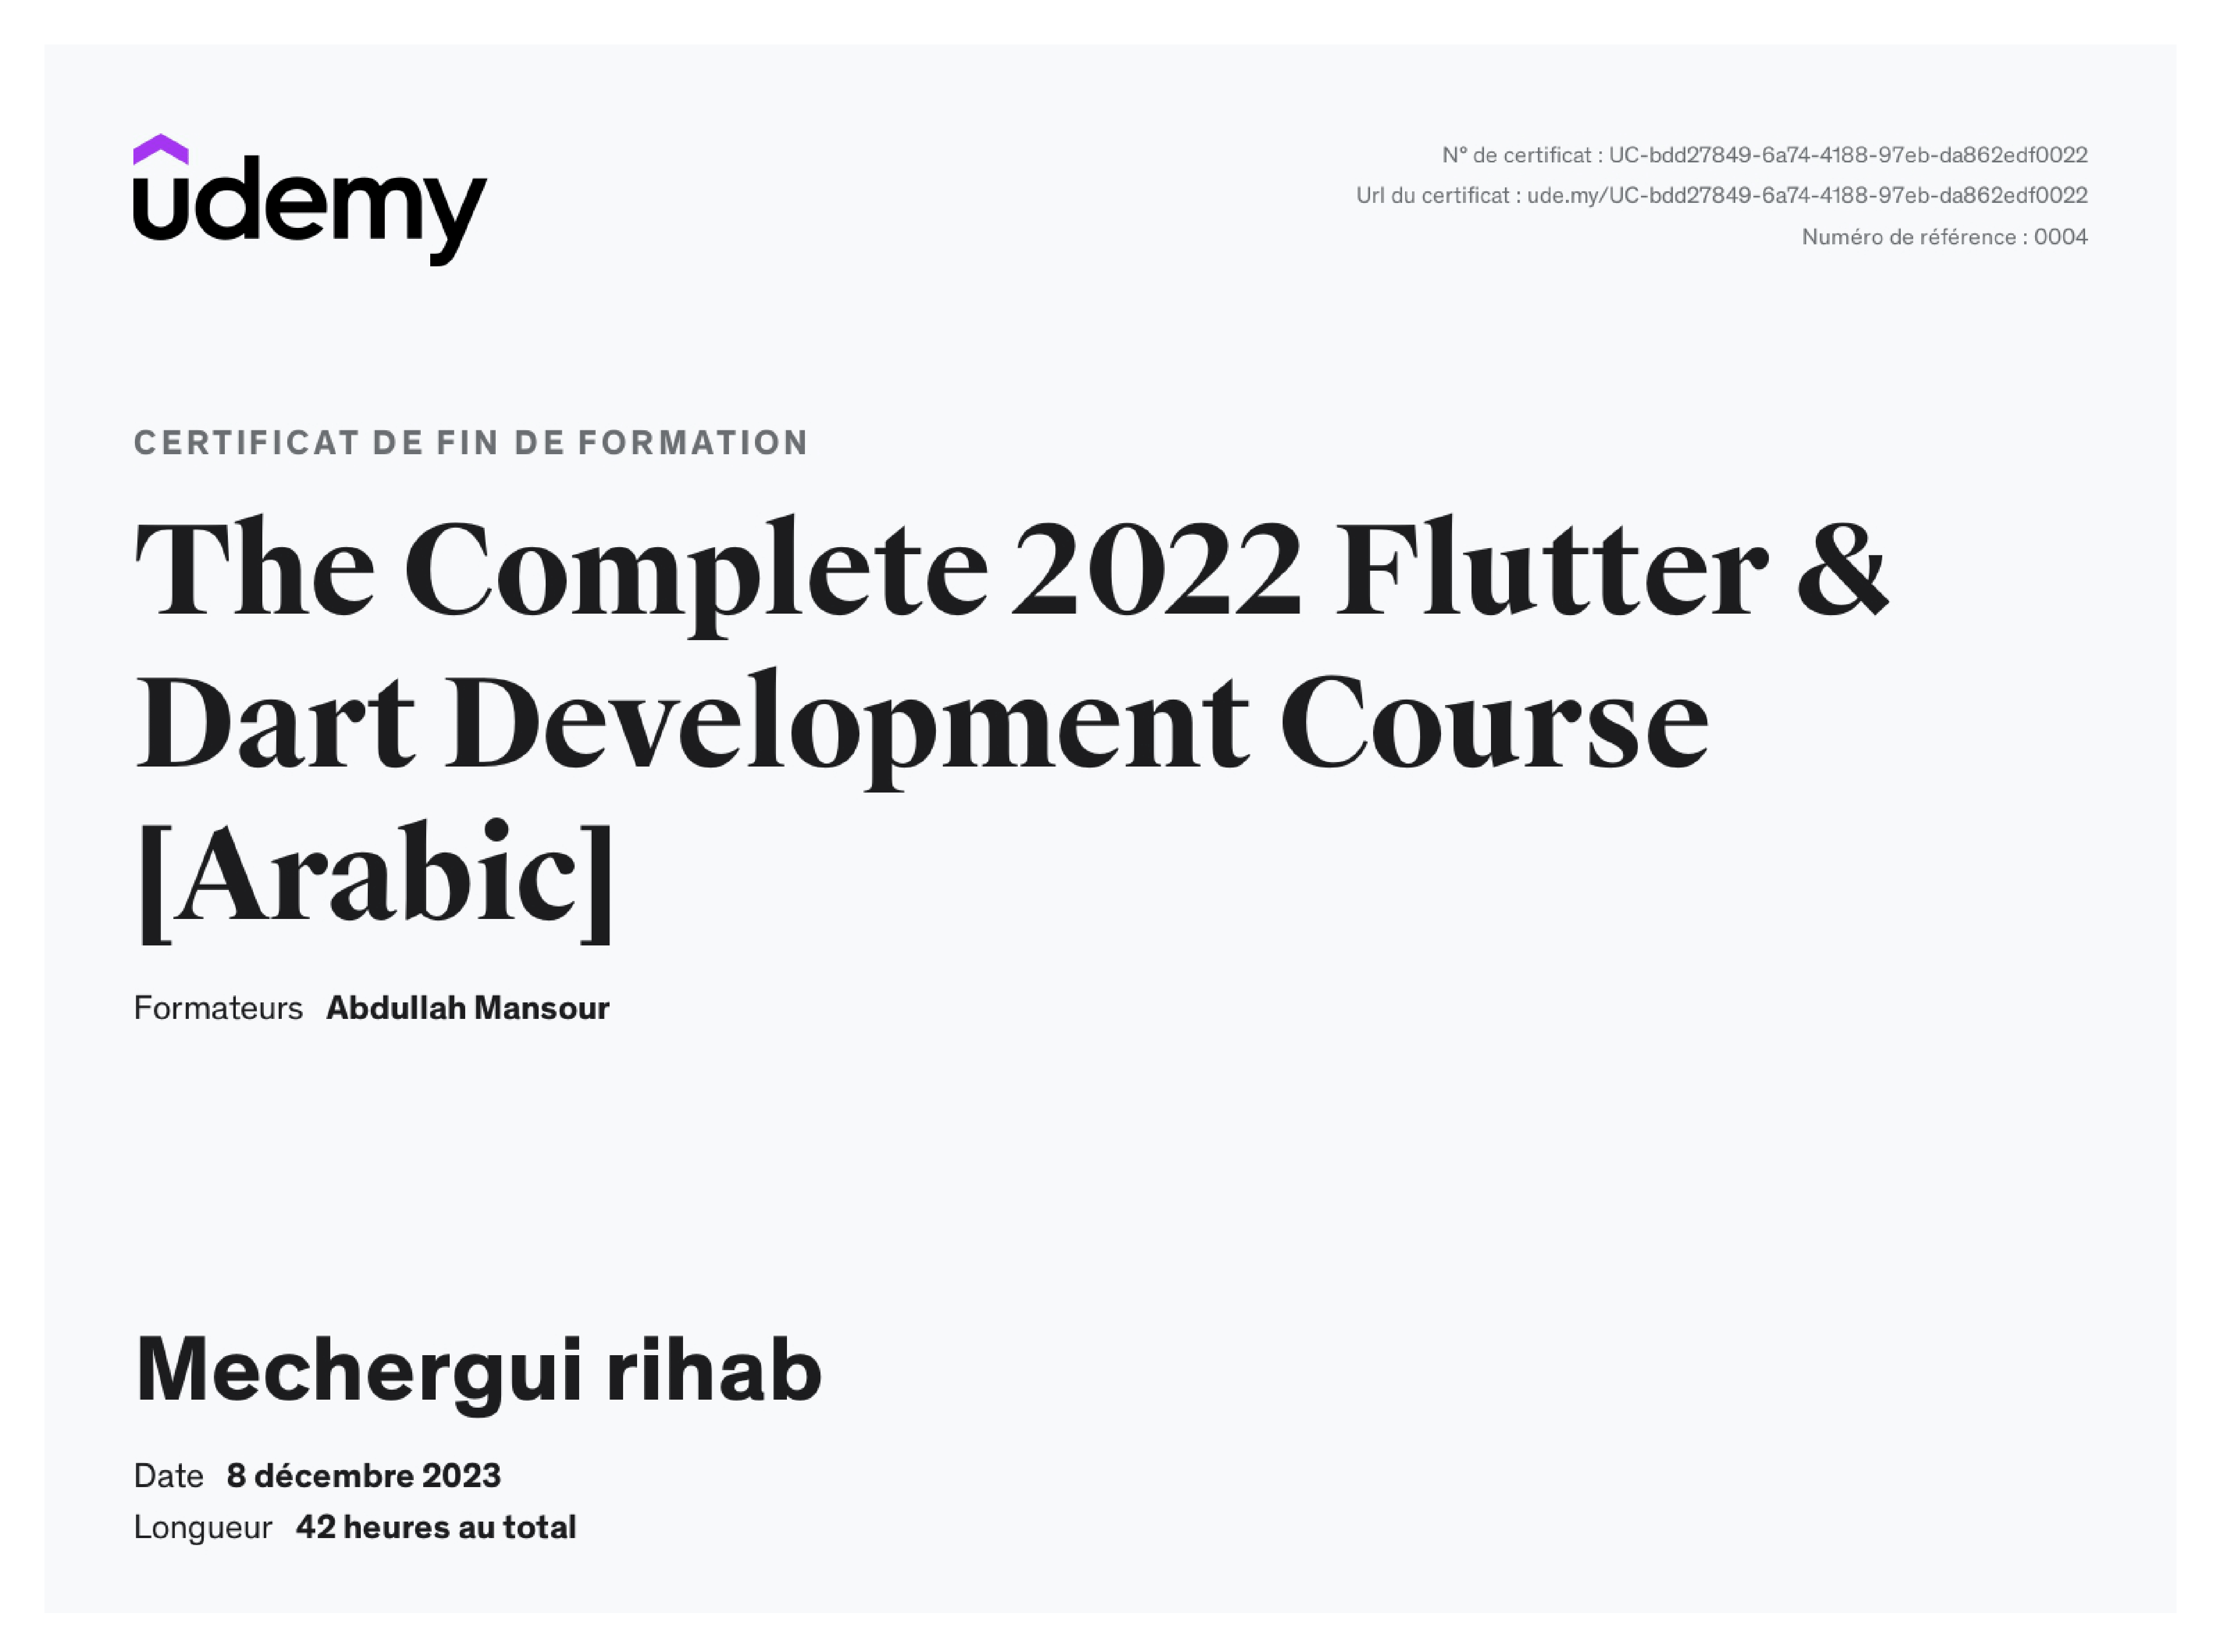 udemy
N° de certificat : UC-bdd27849-6a74-4188-97eb-da862edf0022
Url du certificat : ude.my/UC-bdd27849-6a74-4188-97eb-da862edf0022
Numéro de référence : 0004
CERTIFICAT DE FIN DE FORMATION
The Complete 2022 Flutter &
Dart Development Course
[Arabic]
Formateurs Abdullah Mansour
Mechergui rihab
Date 8 décembre 2023
Longueur 42 heures au total